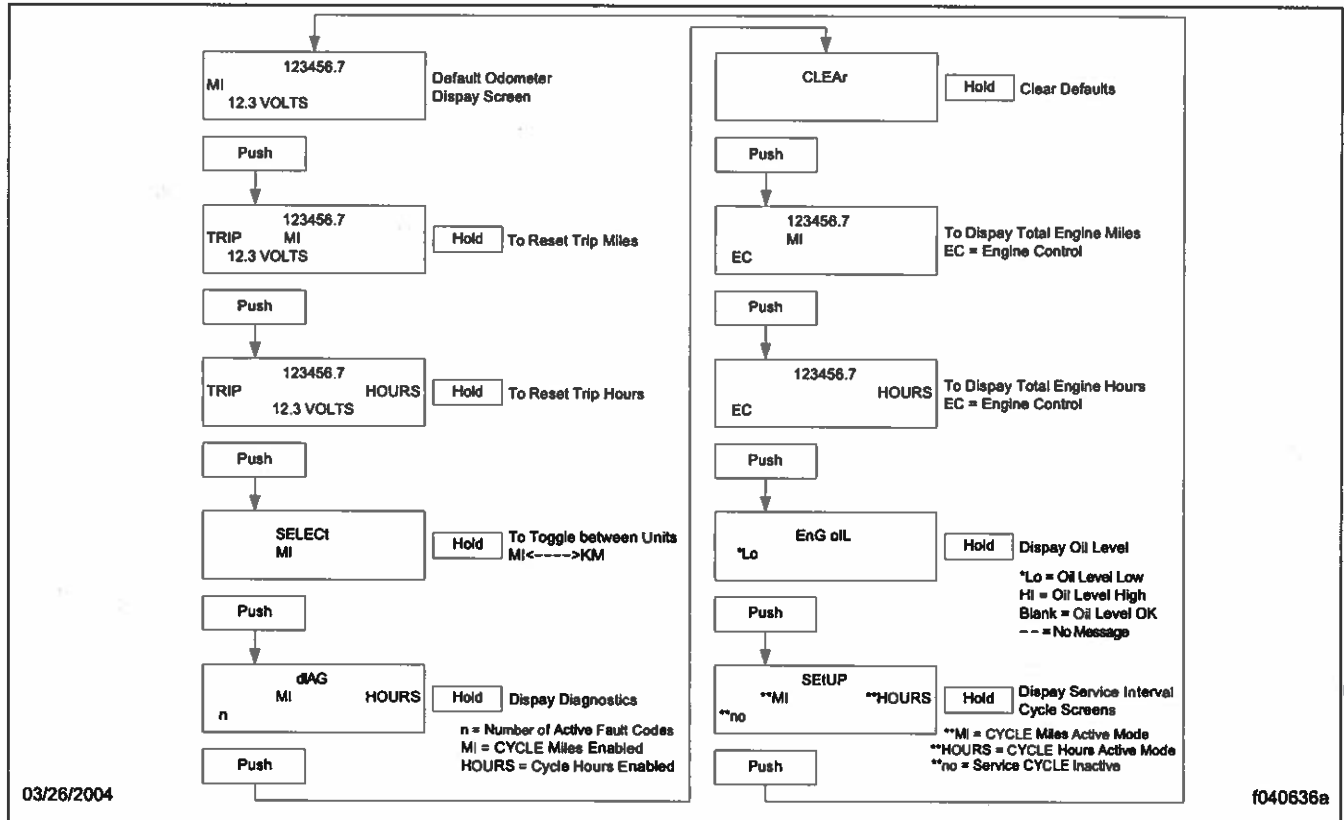 123456.7
MI
12.3 VOLTS
Default Odometer
Dispay Screen
Push
123456.7
TRIP MI
12.3 VOLTS
Hold To Reset Trip Miles
Push
123456.7
TRIP HOURS
12.3 VOLTS
Hold To Reset Trip Hours
Push
SELECt
MI
Hold To Toggle between Units
MI<---->KM
Push
dIAG
MI HOURS
n
Hold Dispay Diagnostics
n = Number of Active Fault Codes
MI = CYCLE Miles Enabled
HOURS = Cycle Hours Enabled
Push
CLEAr
Hold Clear Defaults
Push
123456.7
MI
EC
To Dispay Total Engine Miles
EC = Engine Control
Push
123456.7
HOURS
EC
To Dispay Total Engine Hours
EC = Engine Control
Push
EnG oIL
*Lo
Hold Dispay Oil Level
*Lo = Oil Level Low
HI = Oil Level High
Blank = Oil Level OK
-- = No Message
Push
SEtUP
**MI **HOURS
**no
Hold Dispay Service Interval
Cycle Screens
**MI = CYCLE Miles Active Mode
**HOURS = CYCLE Hours Active Mode
**no = Service CYCLE Inactive
Push
03/26/2004
f040636a